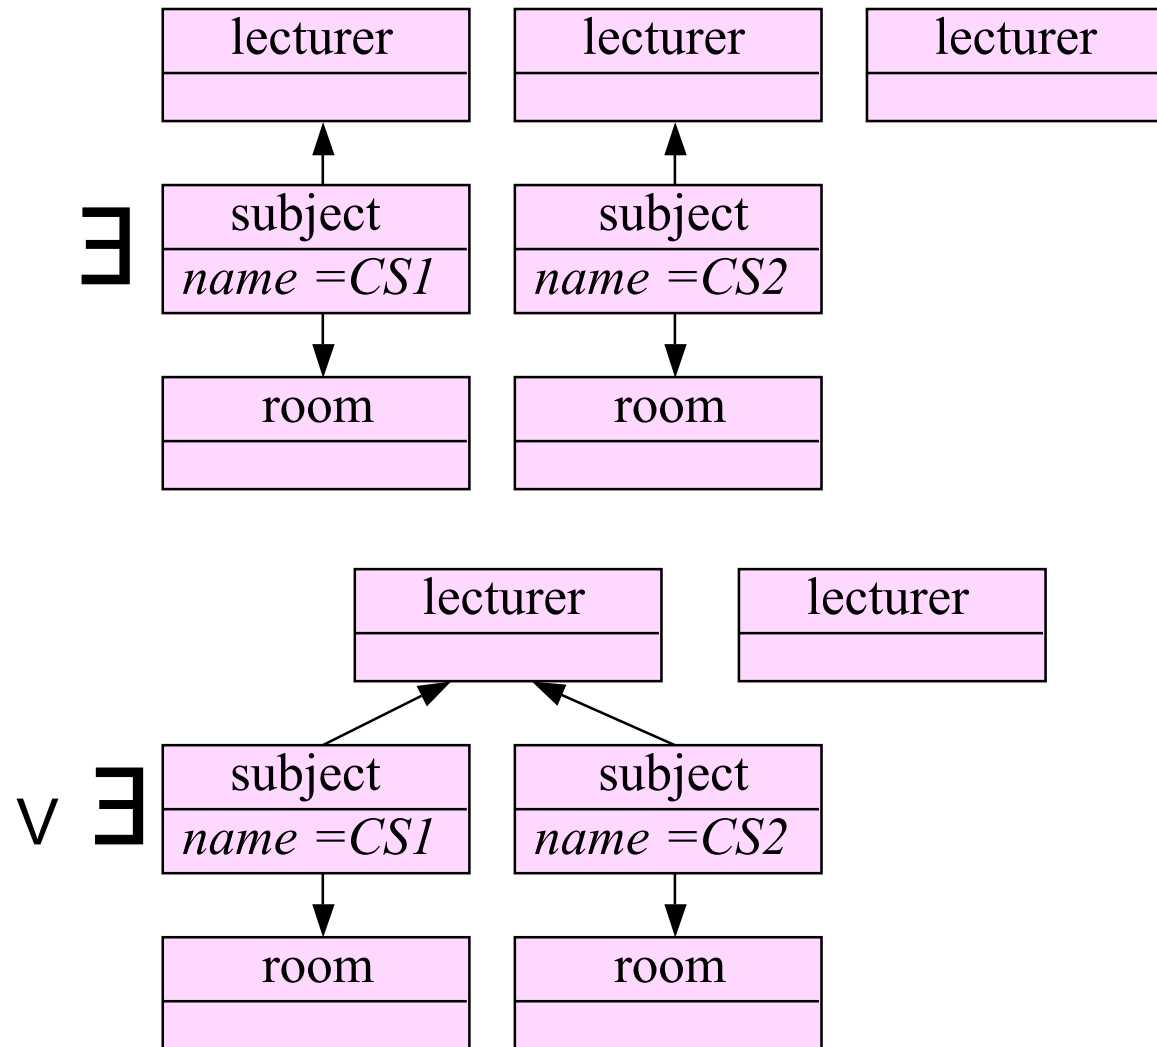 lecturer lecturer lecturer
∃ subject subject
name =CS1 name =CS2
room room
lecturer lecturer
∨ ∃ subject subject
name =CS1 name =CS2
room room